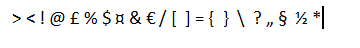 > < ! @ £ % $ ¤ & € / [ ] = { } \ ? „ § ½ *